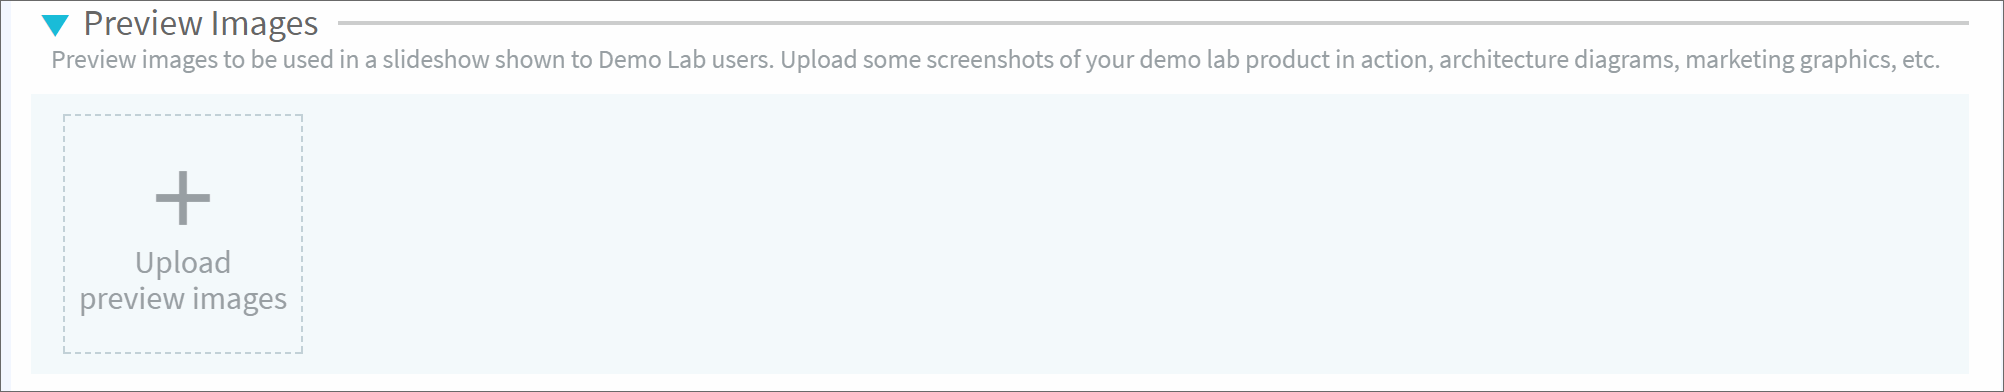 Preview Images
Preview images to be used in a slideshow shown to Demo Lab users. Upload some screenshots of your demo lab product in action, architecture diagrams, marketing graphics, etc.
Upload
preview images